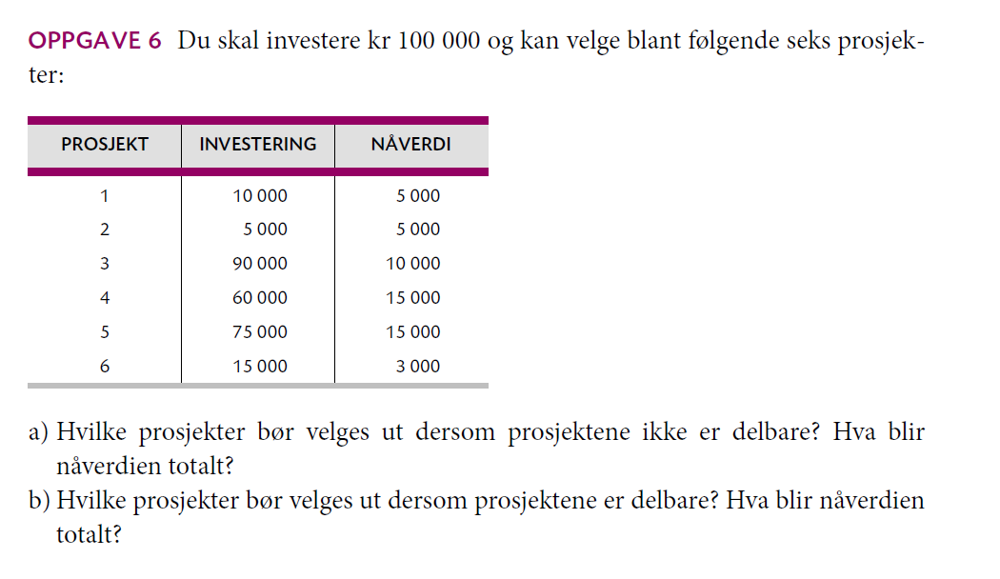 OPPGAVE 6 Du skal investere kr 100 000 og kan velge blant følgende seks prosjek-
ter:
PROSJEKT INVESTERING NÅVERDI
1 10 000 5 000
2 5 000 5 000
3 90 000 10 000
4 60 000 15 000
5 75 000 15 000
6 15 000 3 000
a) Hvilke prosjekter bør velges ut dersom prosjektene ikke er delbare? Hva blir
nåverdien totalt?
b) Hvilke prosjekter bør velges ut dersom prosjektene er delbare? Hva blir nåverdien
totalt?